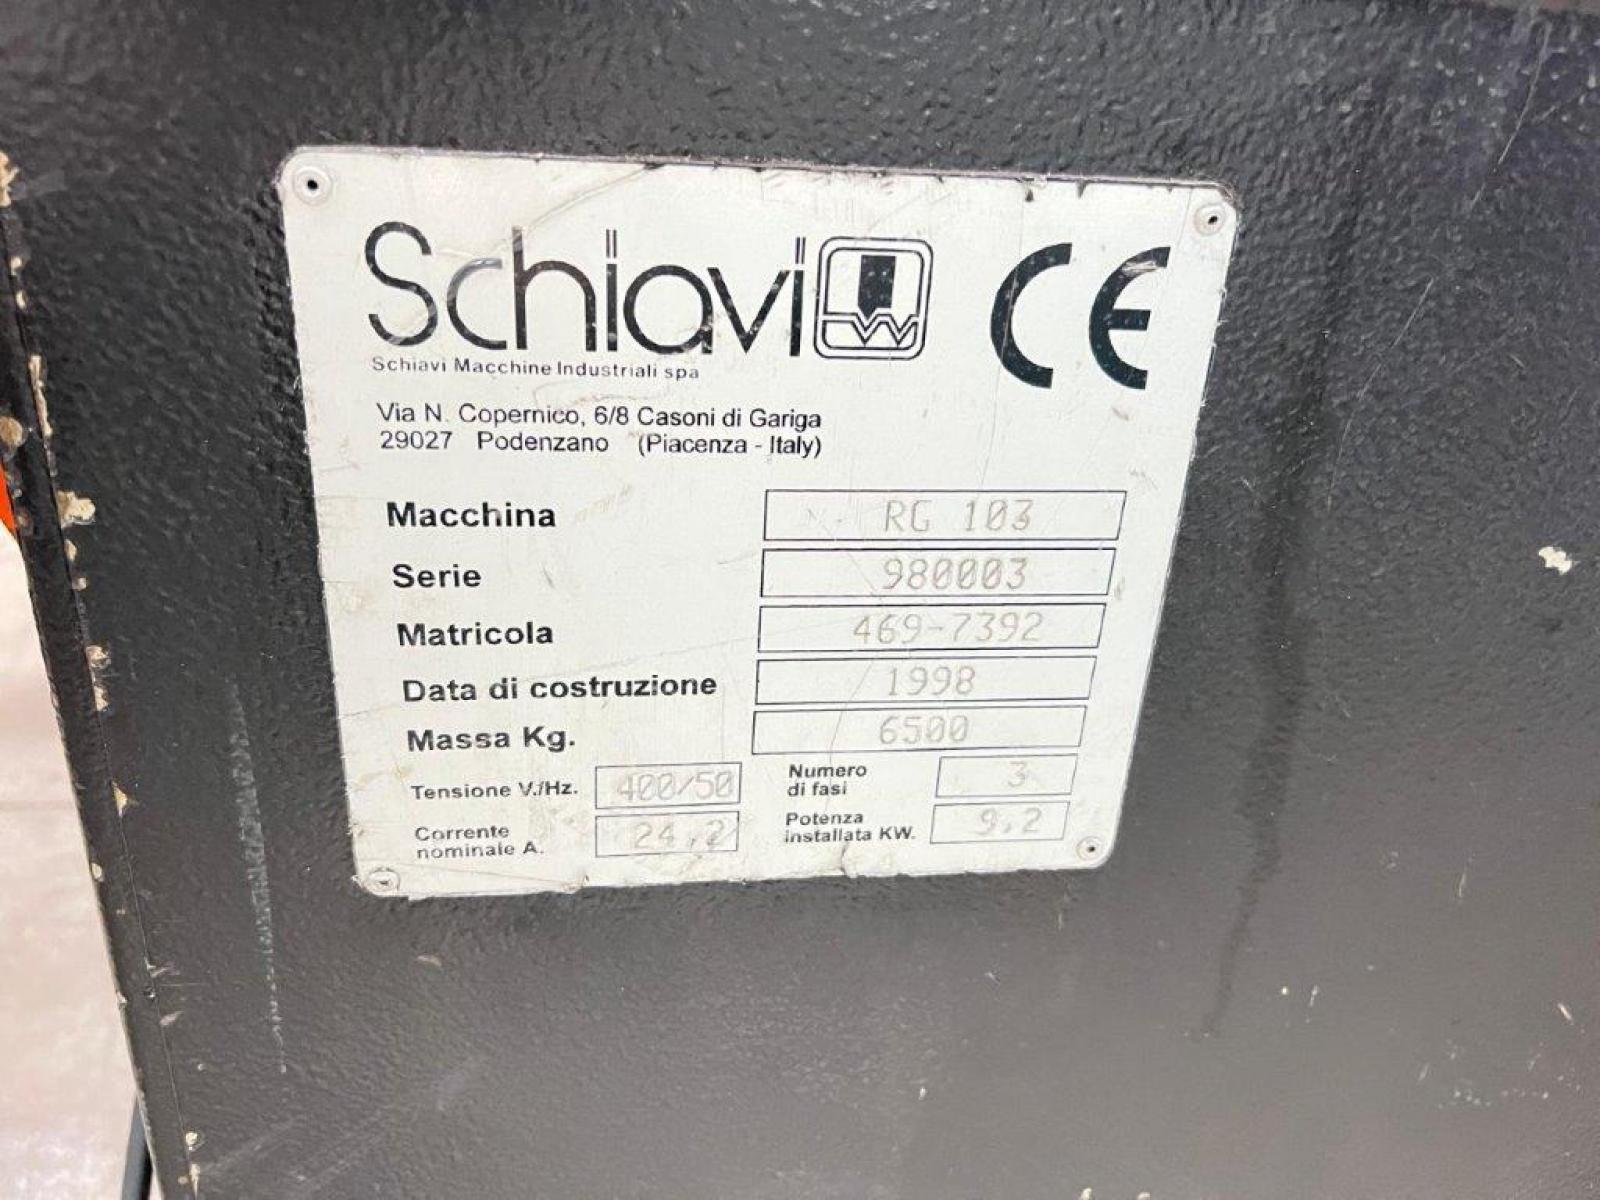 Schiavi CE
Schiavi Macchine Industriali spa
Via N. Copernico, 6/8 Casoni di Gariga
29027 Podenzano (Piacenza - Italy)
Macchina RG 103
Serie 980003
Matricola 469-7392
Data di costruzione 1998
Massa Kg. 6500
Tensione V./Hz. 400/50 Numero di fasi 3
Corrente nominale A. 24,2 Potenza installata KW. 9,2